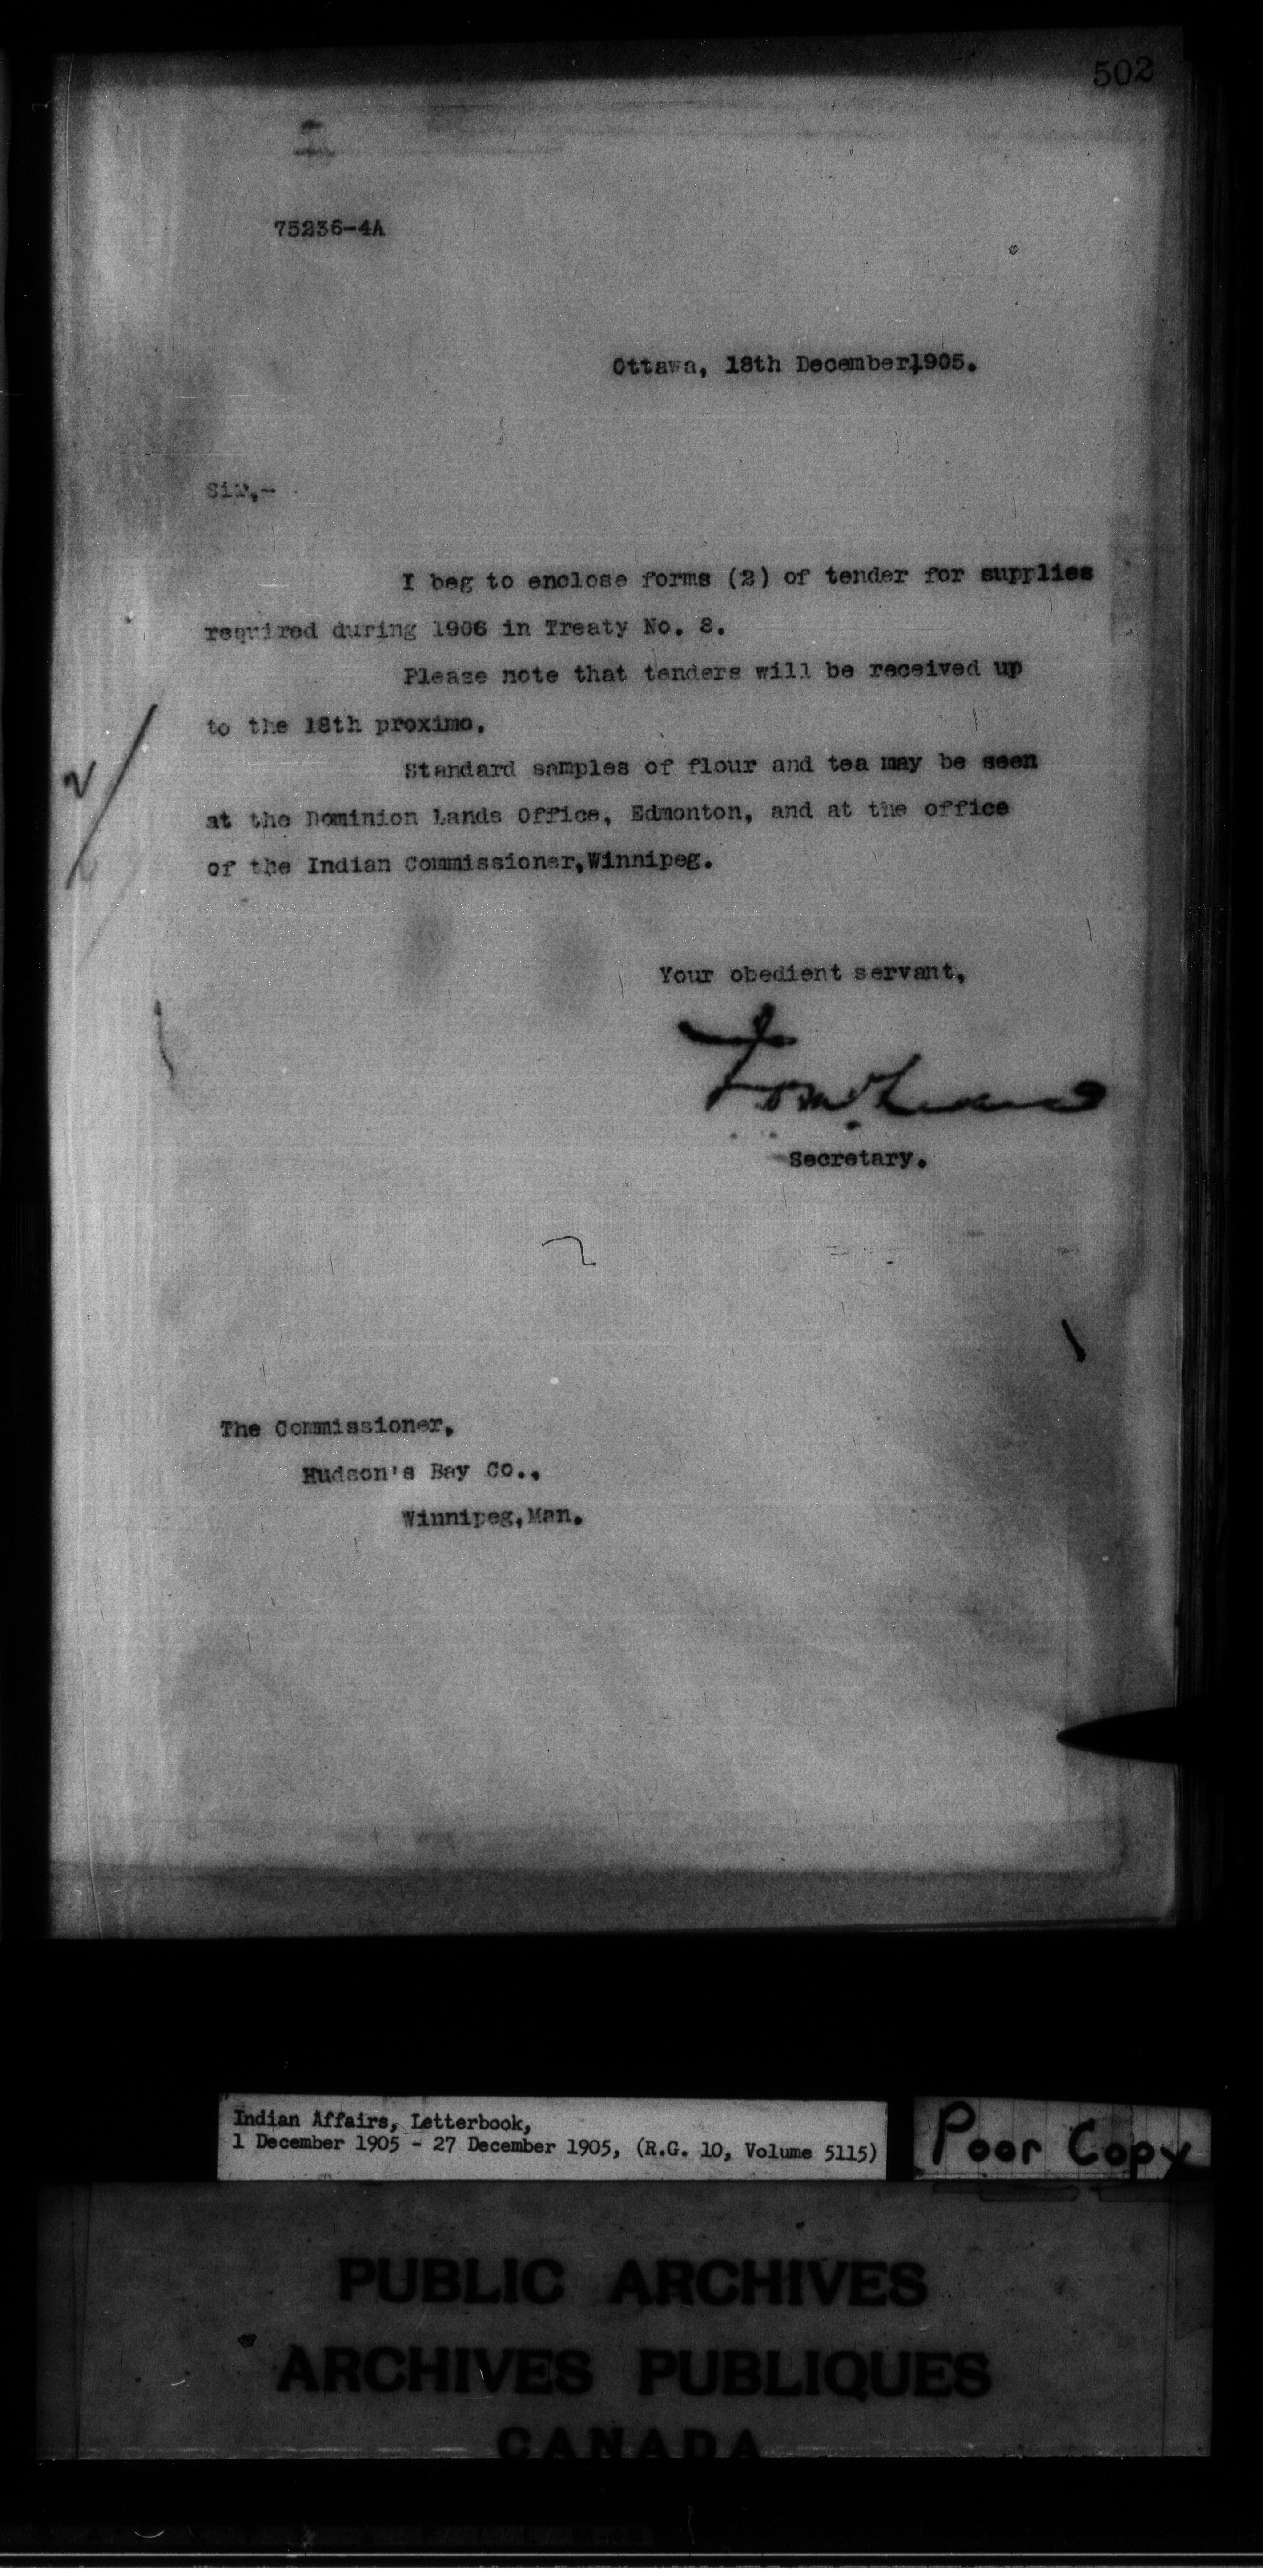 502
75236-4A
Ottawa, 18th December,1905.
Sir,-
I beg to enclose forms (2) of tender for supplies
required during 1906 in Treaty No. 8.
Please note that tenders will be received up
to the 18th proximo.
Standard samples of flour and tea may be seen
at the Dominion Lands Office, Edmonton, and at the office
of the Indian Commissioner,Winnipeg.
Your obedient servant,
Secretary.
The Commissioner,
Hudson's Bay Co.,
Winnipeg,Man.
Indian Affairs, Letterbook,
1 December 1905 - 27 December 1905, (R.G. 10, Volume 5115)
Poor Copy
PUBLIC ARCHIVES
ARCHIVES PUBLIQUES
CANADA